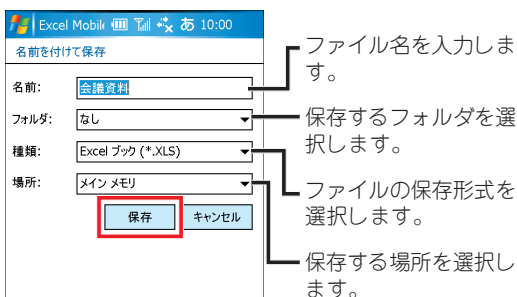 Excel Mobile あ 10:00
名前を付けて保存
名前: 会議資料
フォルダ: なし
種類: Excel ブック (*.XLS)
場所: メイン メモリ
保存 キャンセル
ファイル名を入力しま
す。
保存するフォルダを選
択します。
ファイルの保存形式を
選択します。
保存する場所を選択し
ます。